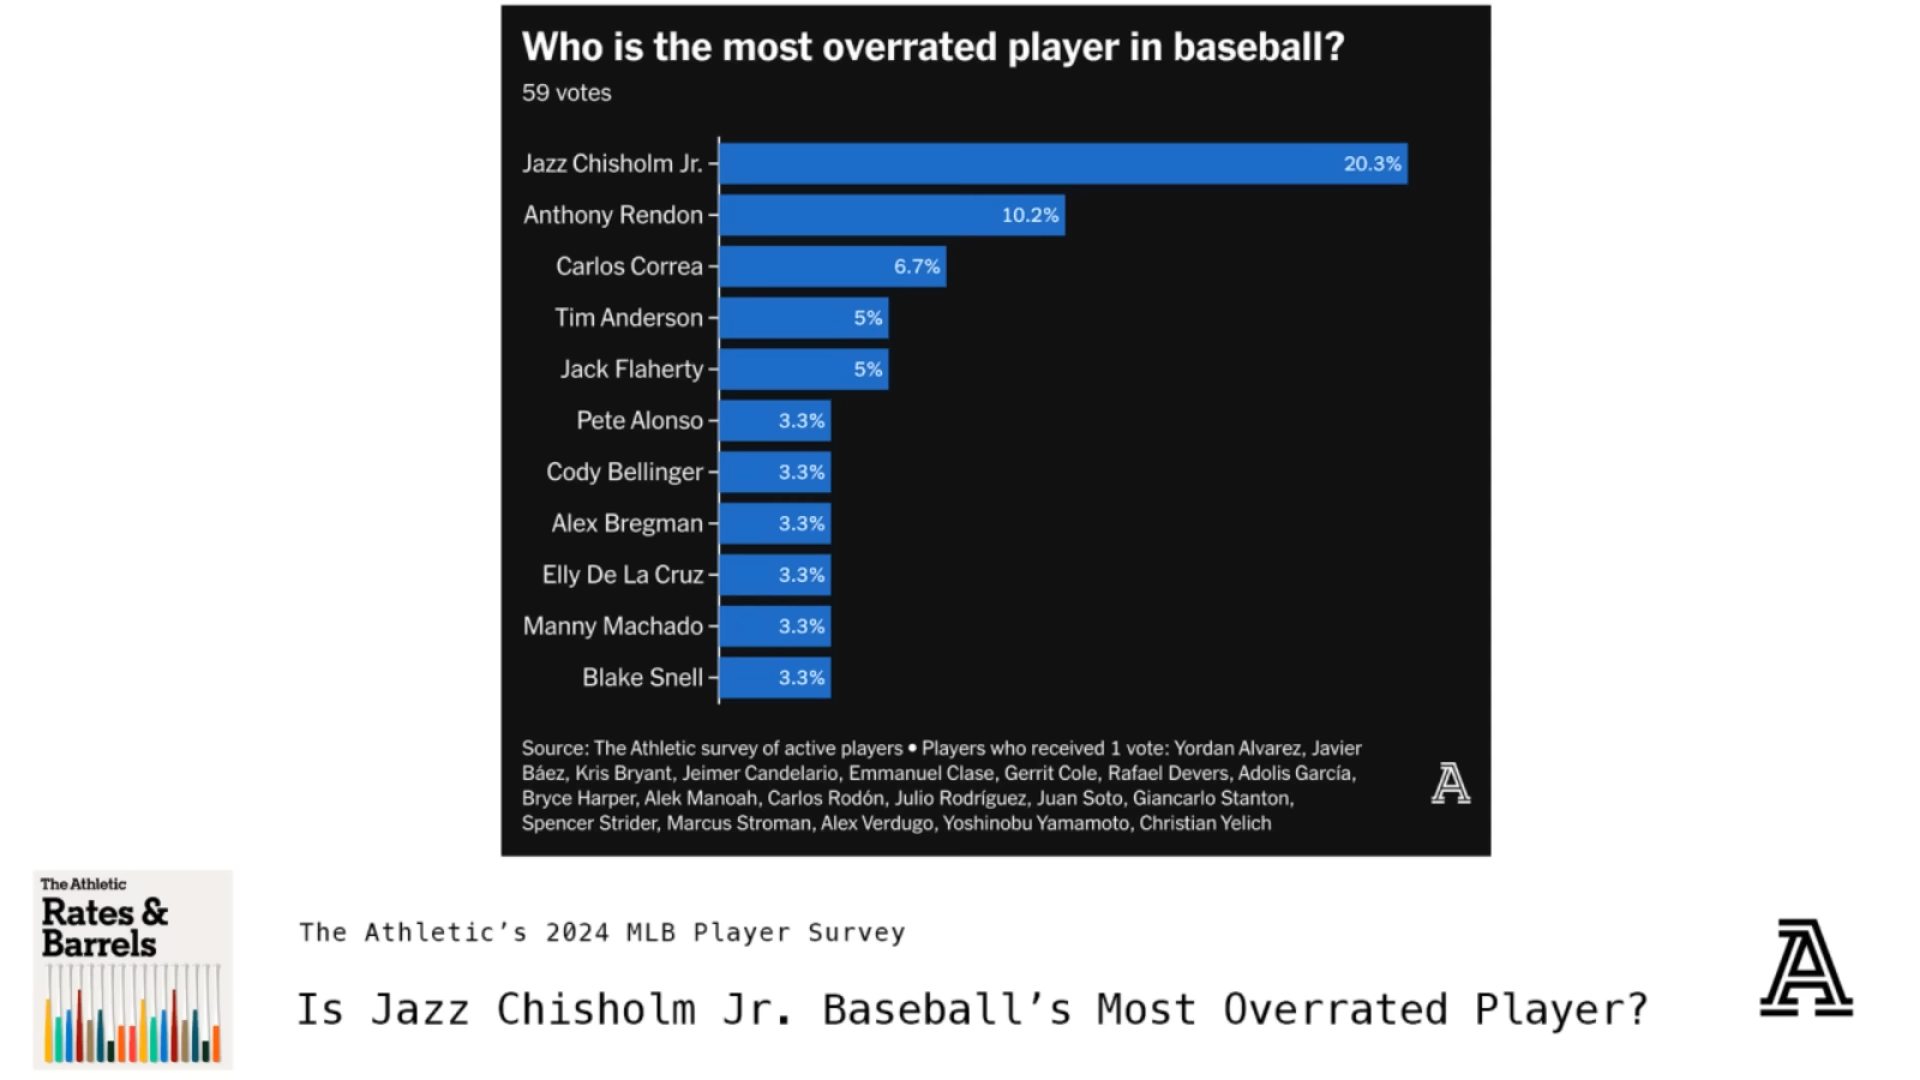 Who is the most overrated player in baseball?
59 votes
Jazz Chisholm Jr. 20.3%
Anthony Rendon 10.2%
Carlos Correa 6.7%
Tim Anderson 5%
Jack Flaherty 5%
Pete Alonso 3.3%
Cody Bellinger 3.3%
Alex Bregman 3.3%
Elly De La Cruz 3.3%
Manny Machado 3.3%
Blake Snell 3.3%
Source: The Athletic survey of active players • Players who received 1 vote: Yordan Alvarez, Javier
Báez, Kris Bryant, Jeimer Candelario, Emmanuel Clase, Gerrit Cole, Rafael Devers, Adolis García,
Bryce Harper, Alek Manoah, Carlos Rodón, Julio Rodríguez, Juan Soto, Giancarlo Stanton,
Spencer Strider, Marcus Stroman, Alex Verdugo, Yoshinobu Yamamoto, Christian Yelich
A
The Athletic
Rates &
Barrels
The Athletic’s 2024 MLB Player Survey
Is Jazz Chisholm Jr. Baseball’s Most Overrated Player?
A